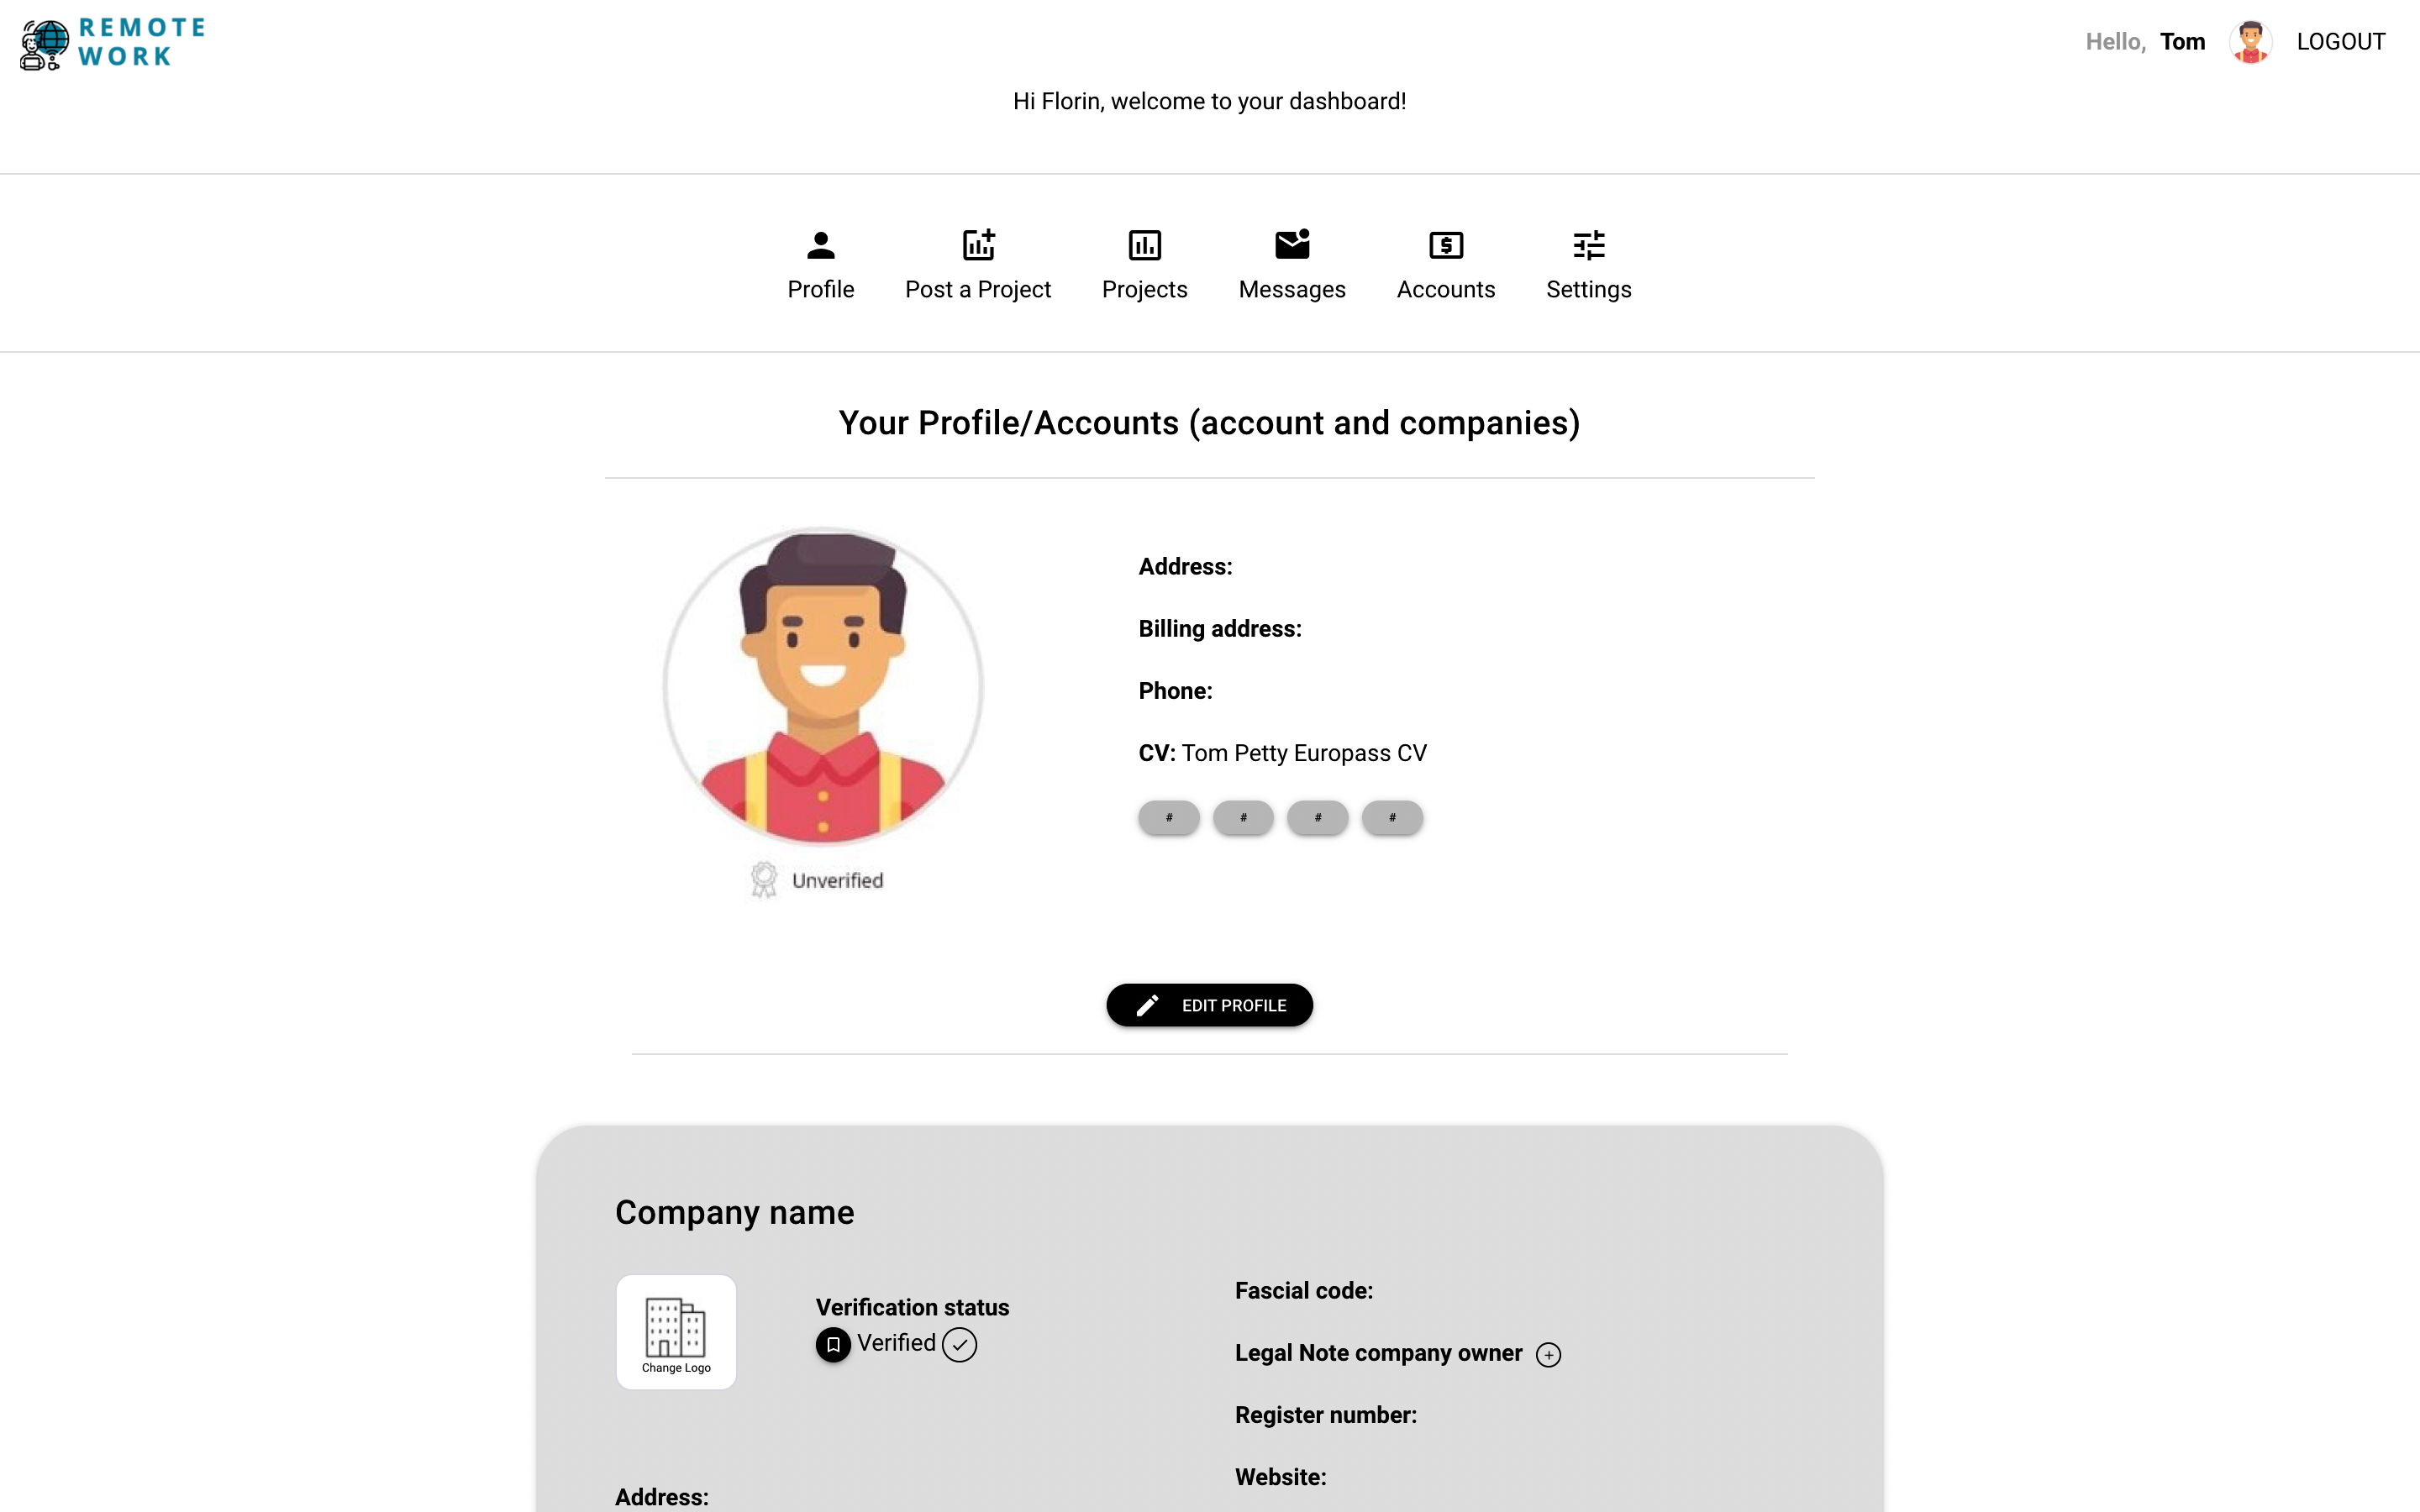 REMOTE
WORK
Hello, Tom LOGOUT
Hi Florin, welcome to your dashboard!
Profile
Post a Project
Projects
Messages
Accounts
Settings
Your Profile/Accounts (account and companies)
Address:
Billing address:
Phone:
CV: Tom Petty Europass CV
# # # #
Unverified
EDIT PROFILE
Company name
Change Logo
Verification status
Verified
Fascial code:
Legal Note company owner
Register number:
Website:
Address: